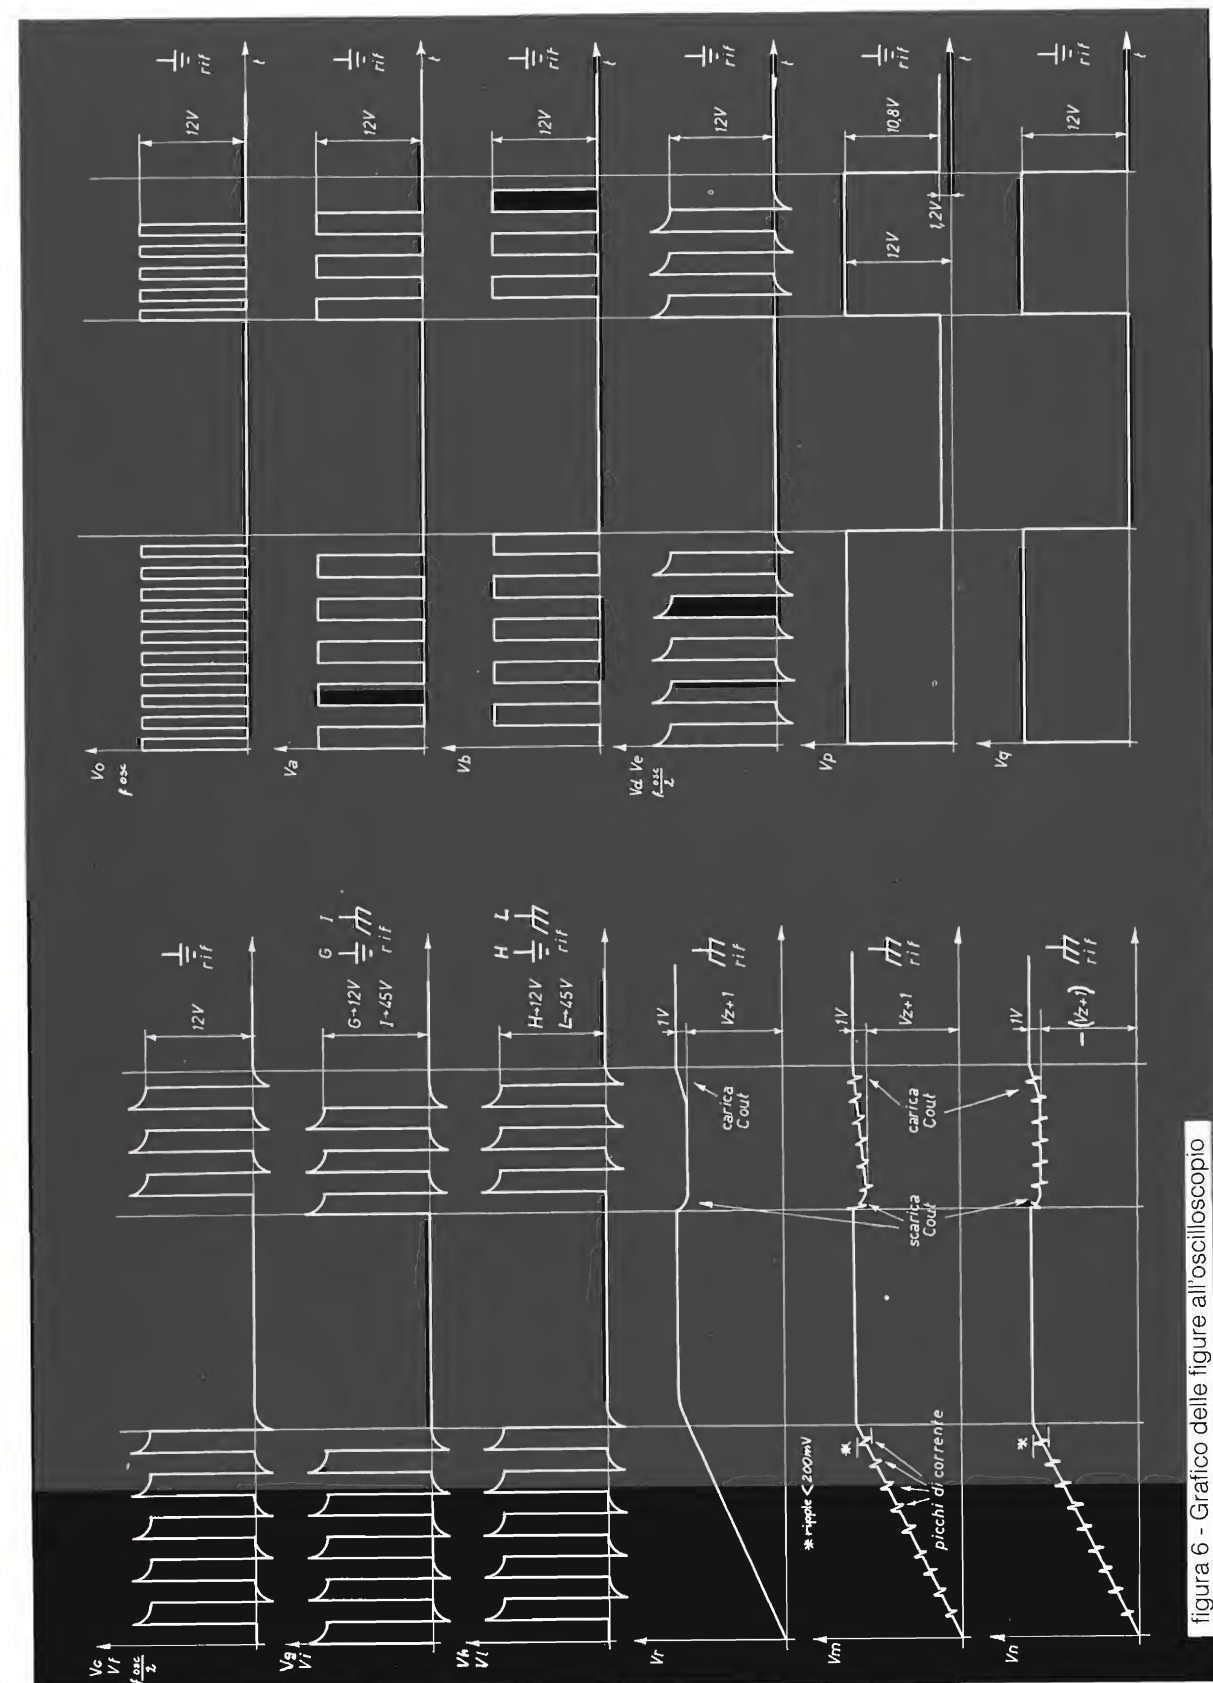 Vo
f osc
12V
rif
t
Va
12V
rif
t
Vb
12V
rif
t
Vd Ve
f osc
2
12V
rif
t
Vp
12V
1,2V
10,8V
rif
t
Vq
12V
rif
t
Vc
Vf
f osc
2
12V
rif
Vg
Vi
G I
G→12V
I→45V
rif
Vh
Vl
H L
H→12V
L→45V
rif
Vr
1V
Vz+1
carica
Cout
rif
* ripple < 200mV
Vm
*
picchi di corrente
scarica
Cout
carica
Cout
1V
Vz+1
rif
Vn
*
1V
-(Vz+1)
rif
figura 6 - Grafico delle figure all'oscilloscopio